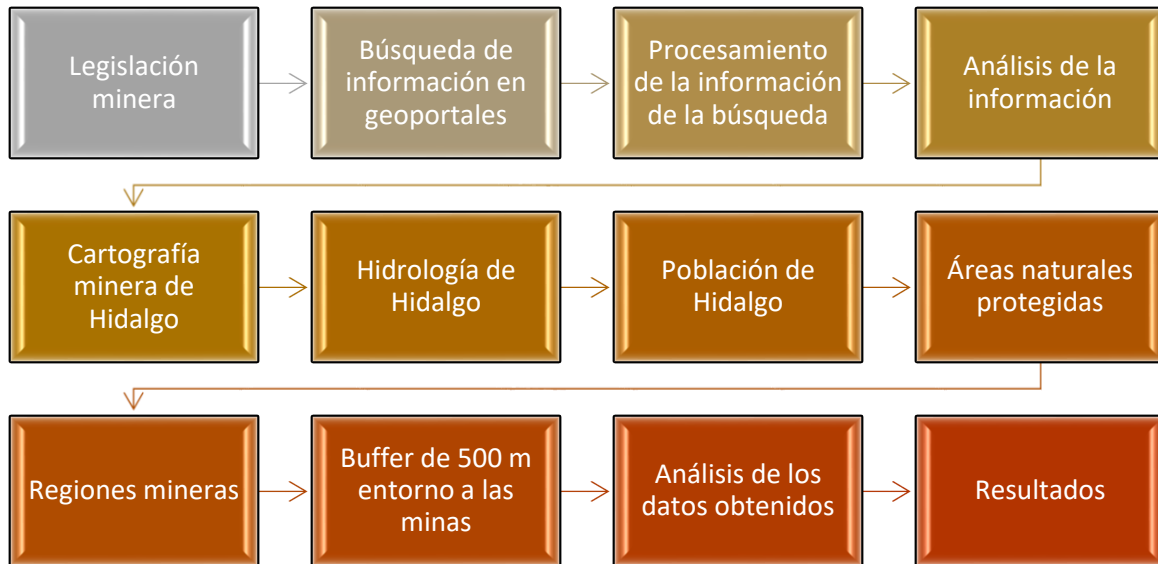 Legislación
minera
Búsqueda de
información en
geoportales
Procesamiento
de la información
de la búsqueda
Análisis de la
información
Cartografía
minera de
Hidalgo
Hidrología de
Hidalgo
Población de
Hidalgo
Áreas naturales
protegidas
Regiones mineras
Buffer de 500 m
entorno a las
minas
Análisis de los
datos obtenidos
Resultados